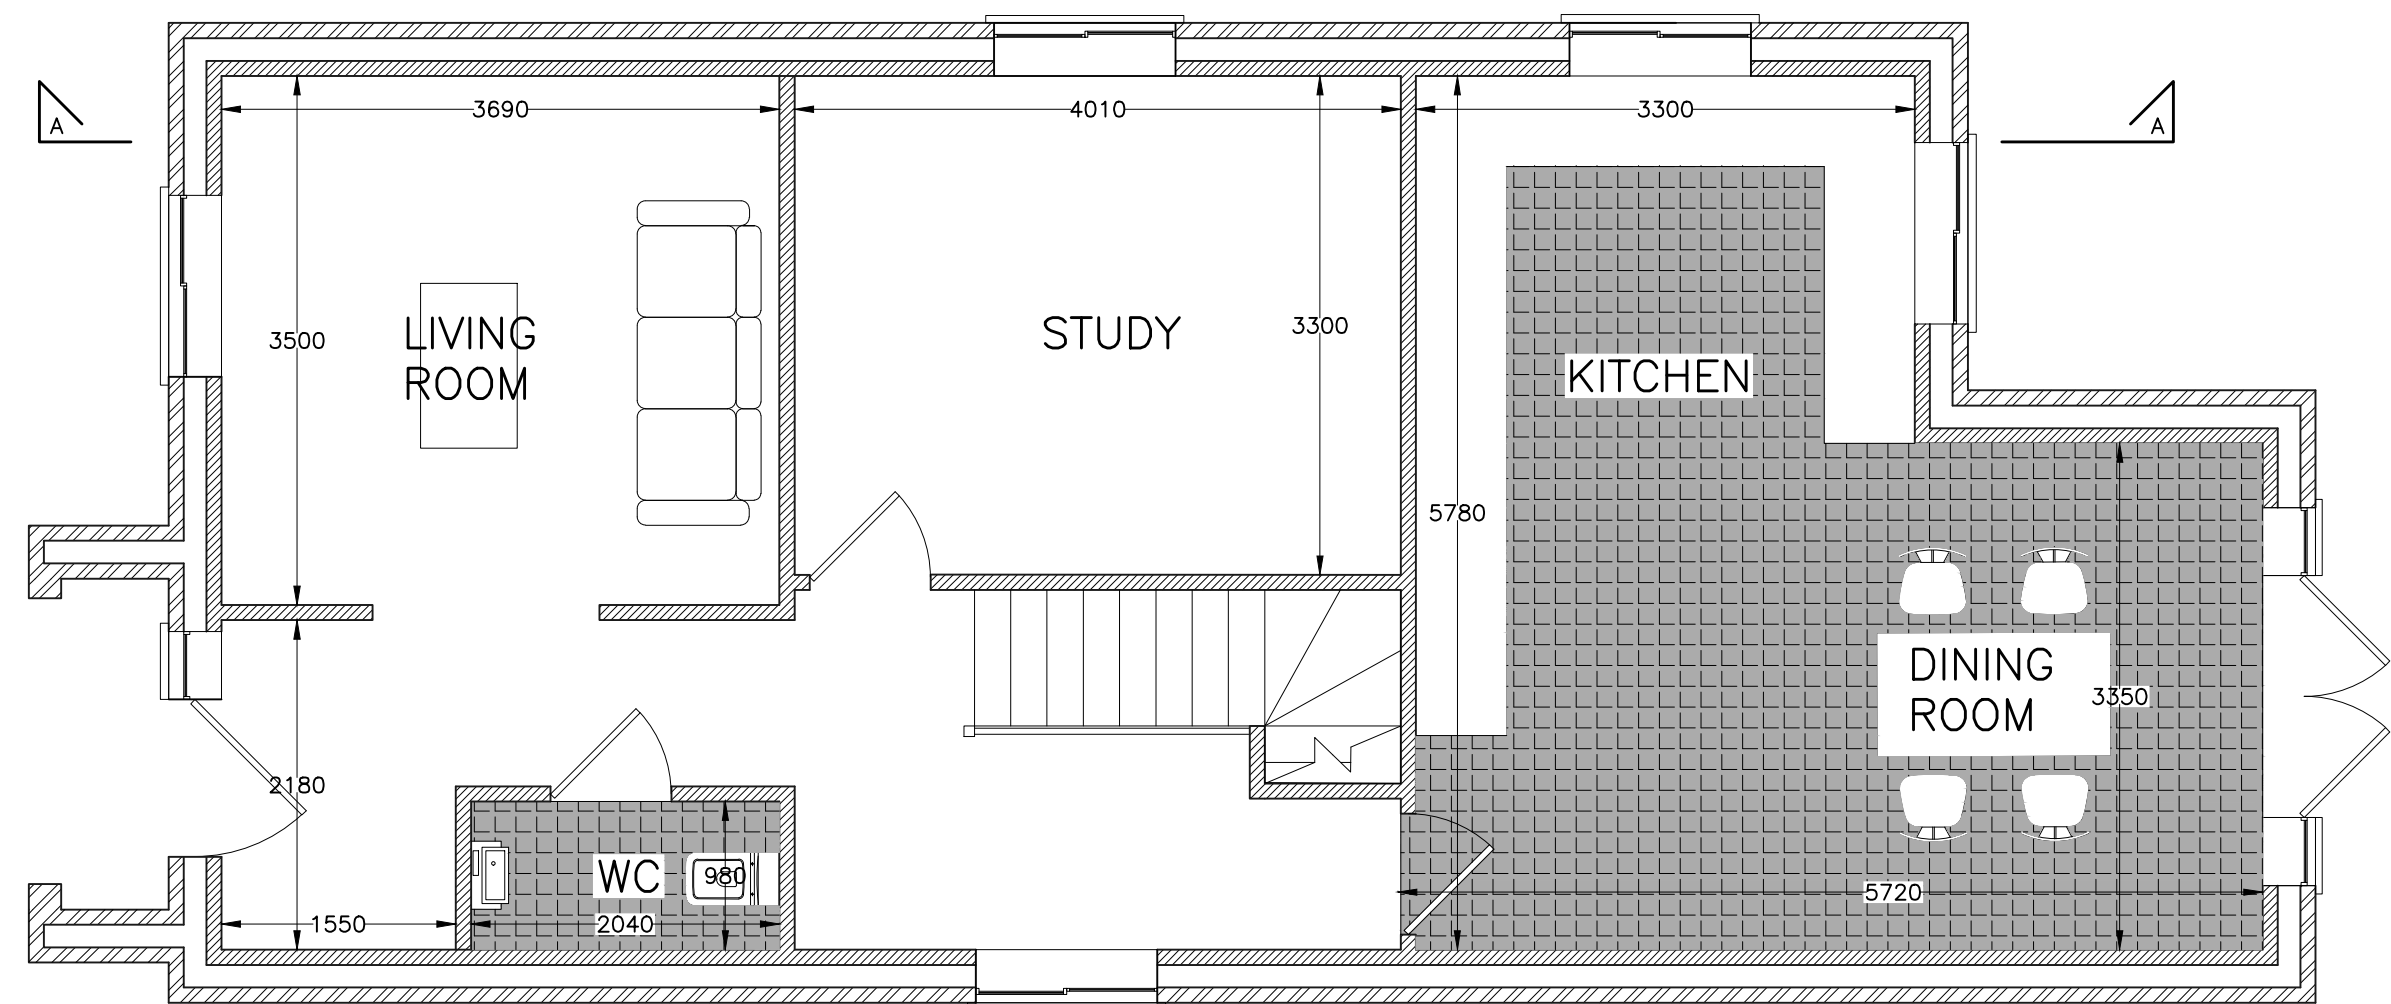 3690
4010
3300
A
A
3500
LIVING
ROOM
STUDY
3300
KITCHEN
5780
DINING
ROOM
3350
2180
WC
980
5720
1550
2040